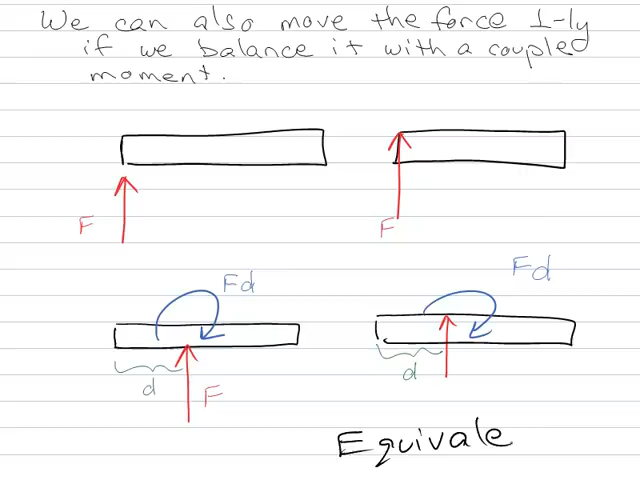 We can also move the force ⊥-ly
if we balance it with a coupled
moment.
F
F
Fd
Fd
d
F
d
Equivale